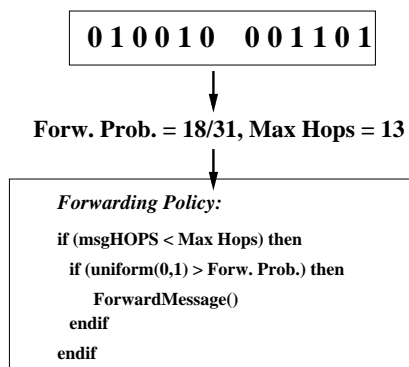 0 1 0 0 1 0 0 0 1 1 0 1
Forw. Prob. = 18/31, Max Hops = 13
Forwarding Policy:
if (msgHOPS < Max Hops) then
if (uniform(0,1) > Forw. Prob.) then
ForwardMessage()
endif
endif